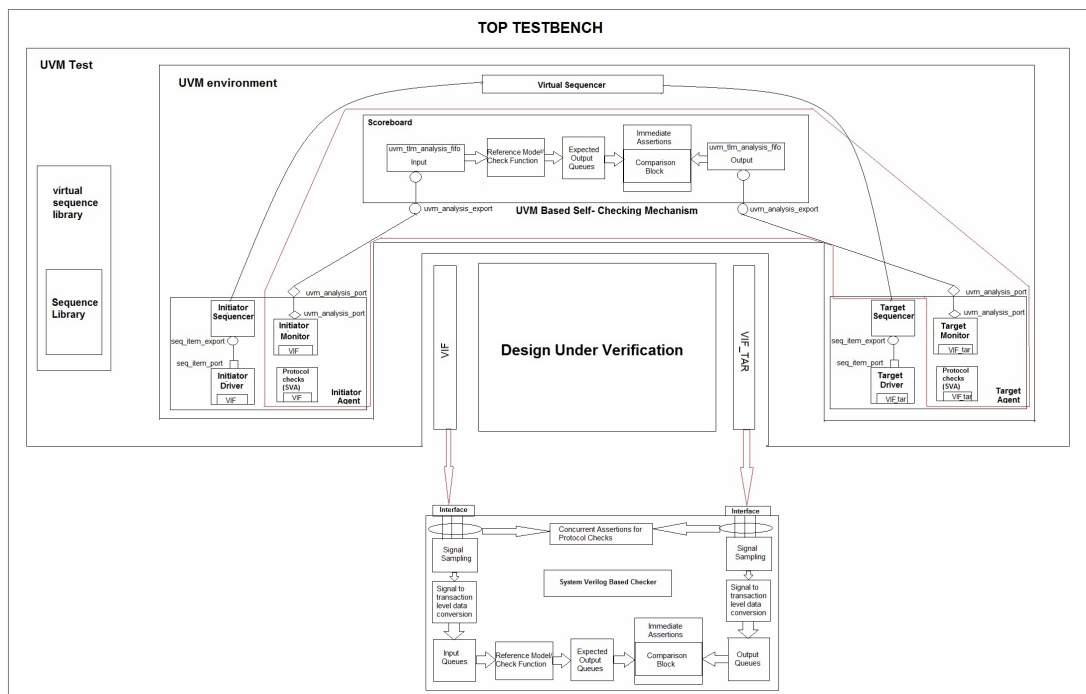 TOP TESTBENCH
UVM Test
UVM environment
Virtual Sequencer
Scoreboard
uvm_tlm_analysis_fifo
Input
Reference Model/
Check Function
Expected
Output
Queues
Immediate
Assertions
Comparison
Block
uvm_tlm_analysis_fifo
Output
uvm_analysis_export
UVM Based Self- Checking Mechanism
uvm_analysis_export
virtual
sequence
library
Sequence
Library
Initiator
Sequencer
seq_item_export
seq_item_port
Initiator
Driver
VIF
uvm_analysis_port
uvm_analysis_port
Initiator
Monitor
VIF
Protocol
checks
(SVA)
VIF
Initiator
Agent
VIF
Design Under Verification
VIF_TAR
Target
Sequencer
seq_item_export
seq_item_port
Target
Driver
VIF_tar
uvm_analysis_port
uvm_analysis_port
Target
Monitor
VIF_tar
Protocol
checks
(SVA)
VIF_tar
Target
Agent
Interface
Interface
Concurrent Assertions for
Protocol Checks
Signal
Sampling
Signal
Sampling
System Verilog Based Checker
Signal to
transaction
level data
conversion
Signal to
transaction
level data
conversion
Input
Queues
Reference Model/
Check Function
Expected
Output
Queues
Immediate
Assertions
Comparison
Block
Output
Queues